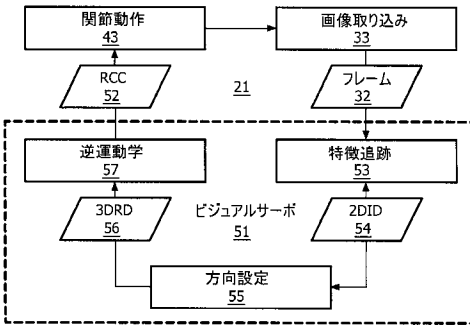 関節動作
43
画像取り込み
33
RCC
52
21
フレーム
32
逆運動学
57
特徴追跡
53
3DRD
56
ビジュアルサーボ
51
2DID
54
方向設定
55